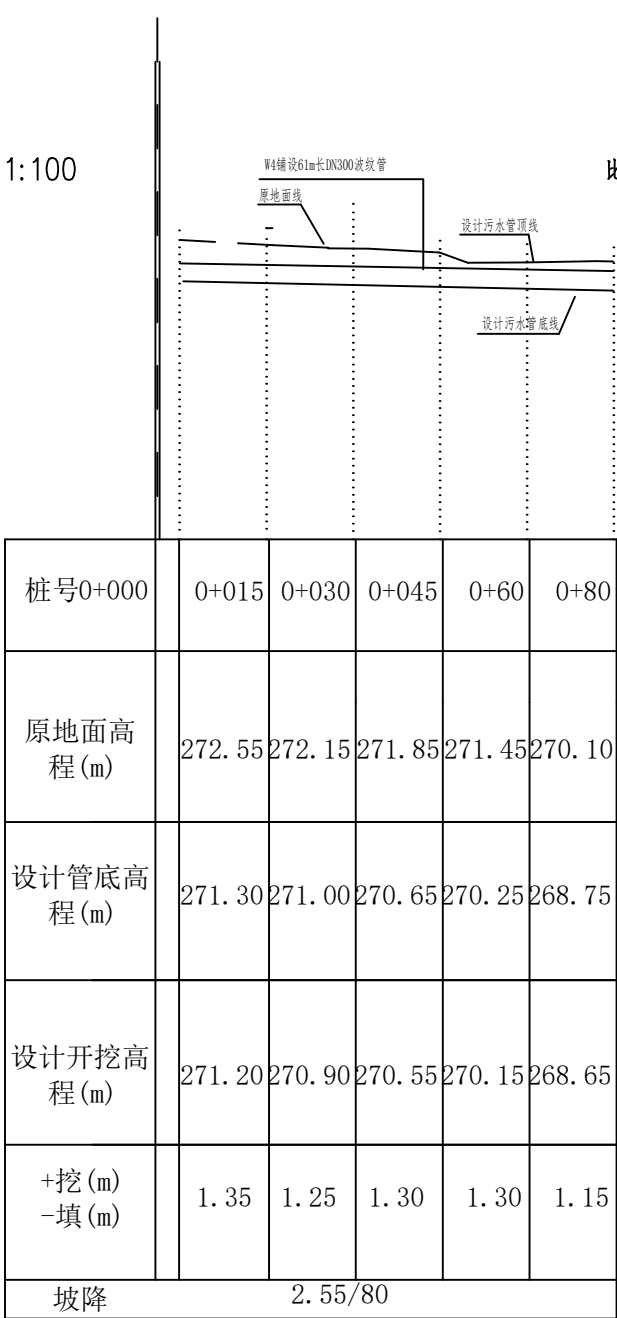 1:100
W4铺设61m长DN300波纹管
原地面线
设计污水管顶线
设计污水管底线
桩号0+000 0+015 0+030 0+045 0+60 0+80
原地面高
程(m) 272.55 272.15 271.85 271.45 270.10
设计管底高
程(m) 271.30 271.00 270.65 270.25 268.75
设计开挖高
程(m) 271.20 270.90 270.55 270.15 268.65
+挖(m)
-填(m) 1.35 1.25 1.30 1.30 1.15
坡降 2.55/80